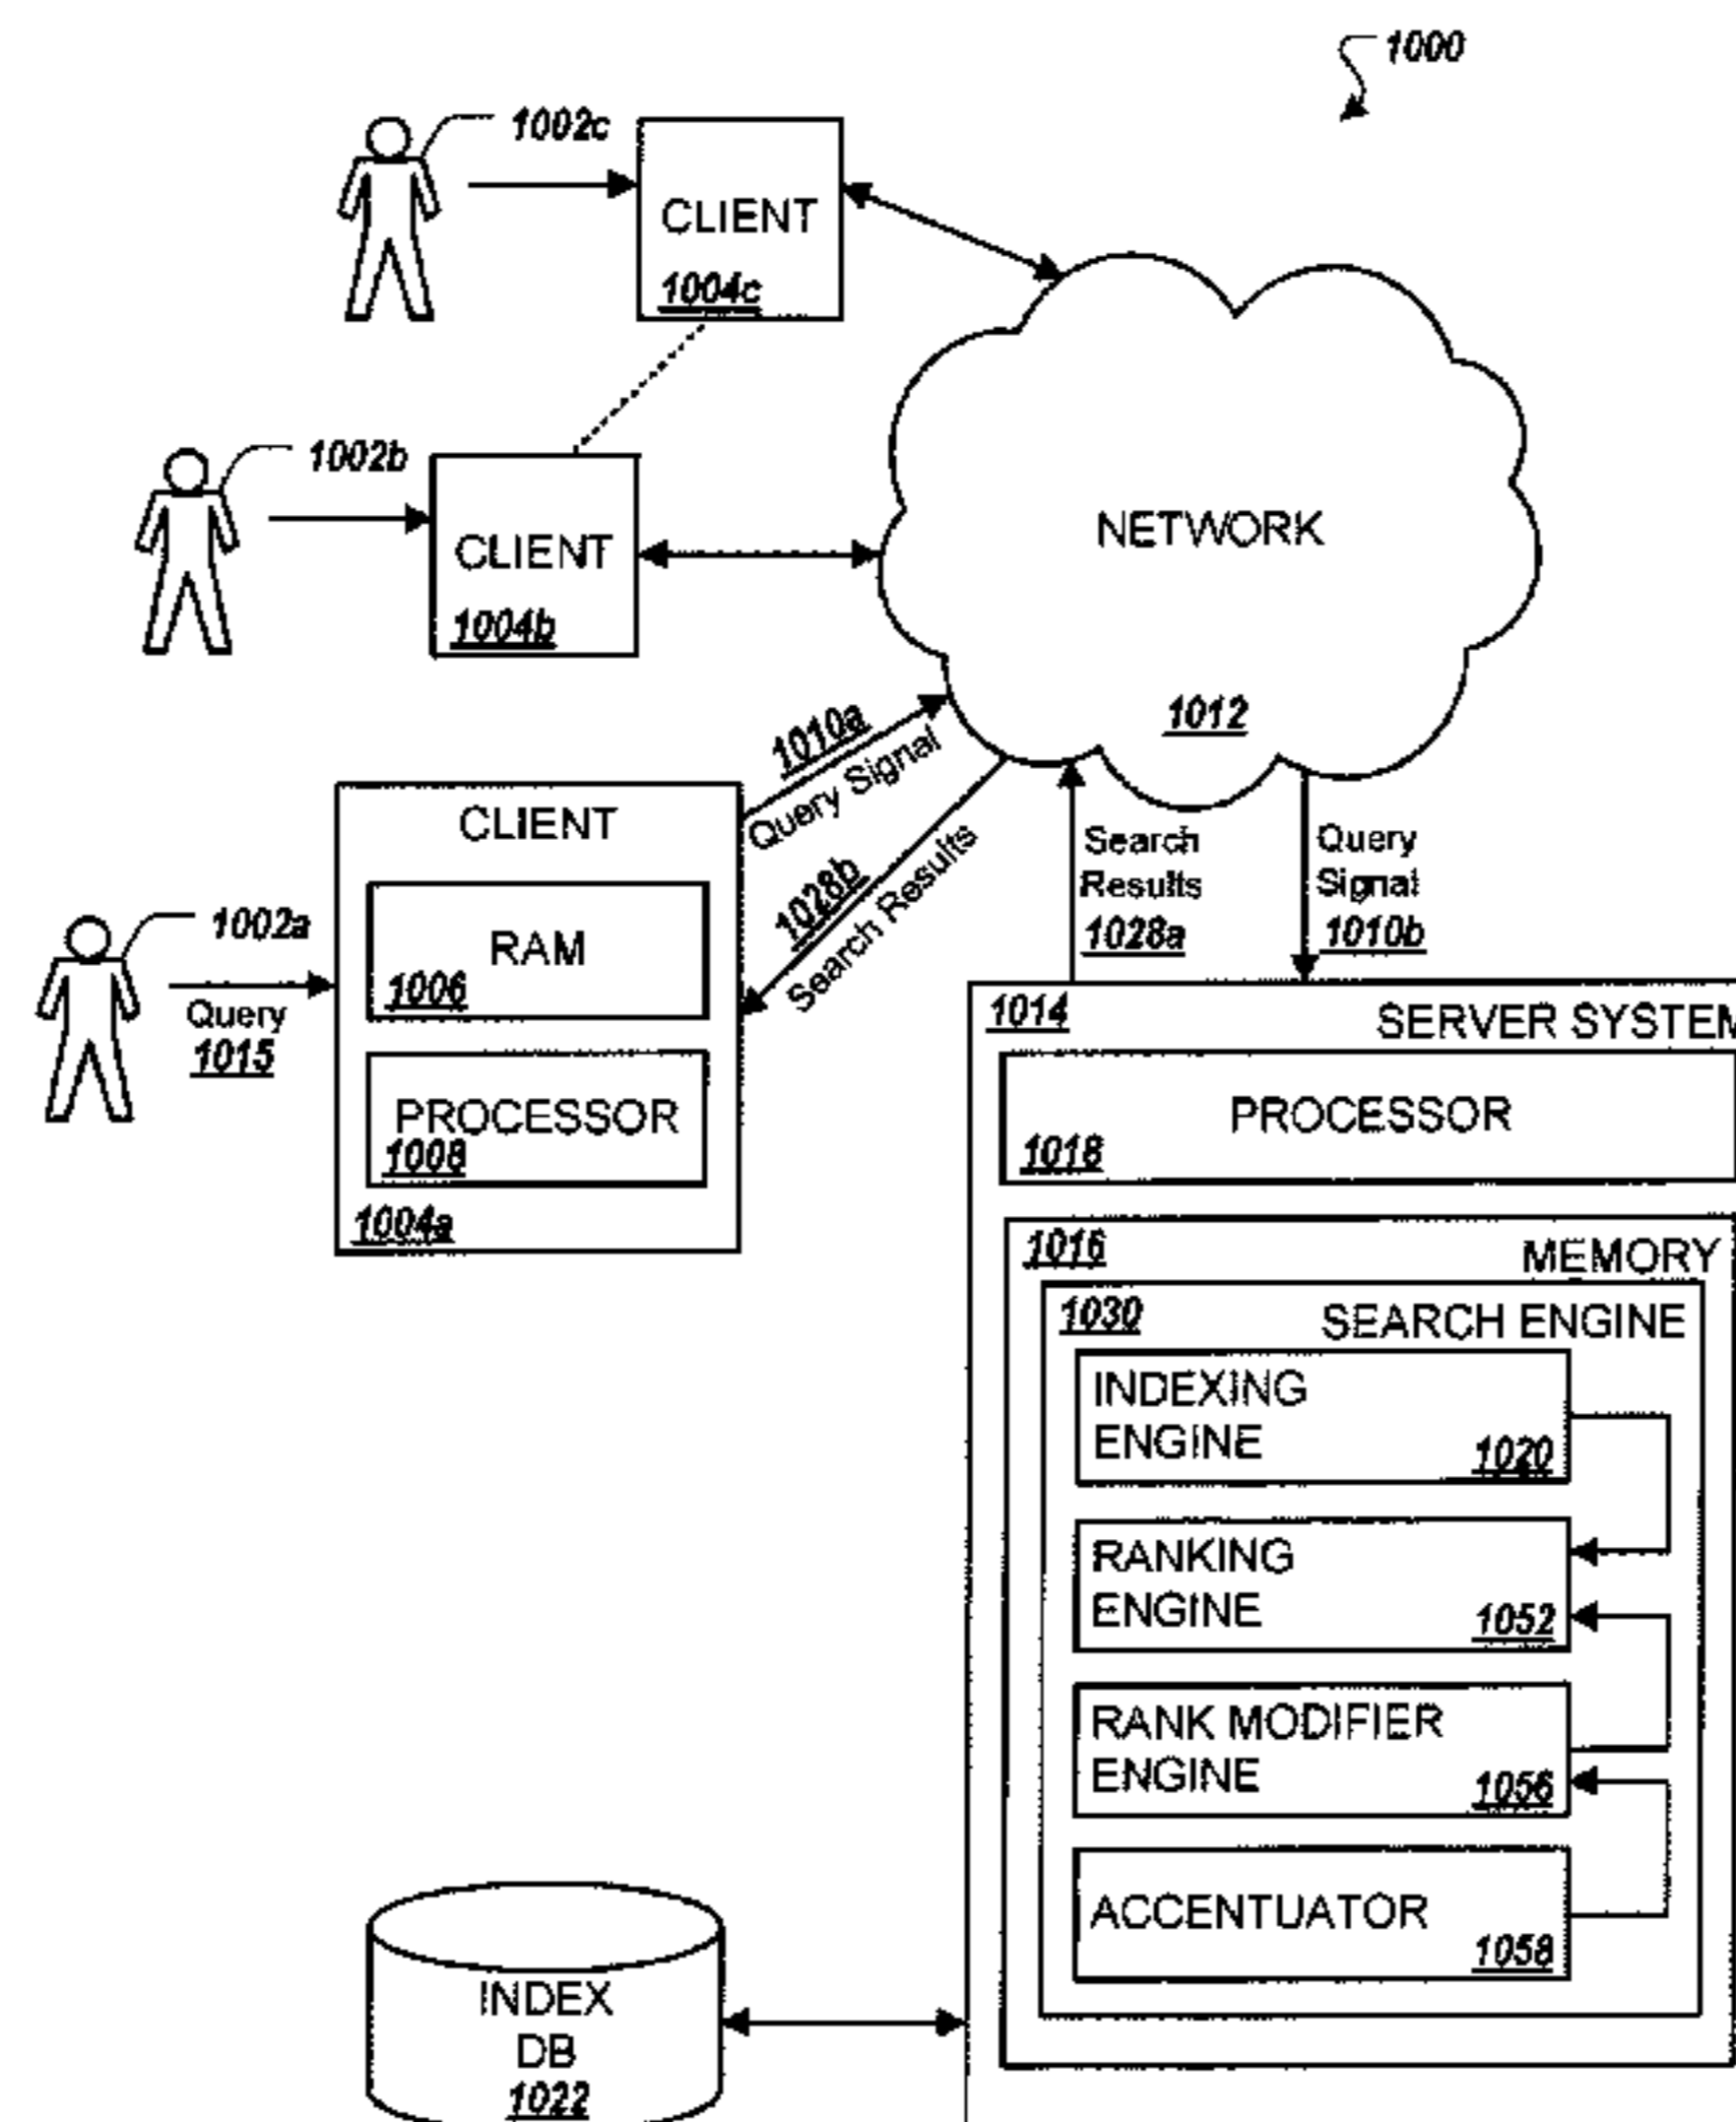 1000
1002c
CLIENT
1004c
1002b
CLIENT
1004b
NETWORK
1012
1010a
Query Signal
1028b
Search Results
Search
Results
1028a
Query
Signal
1010b
CLIENT
RAM
1006
PROCESSOR
1008
1004a
1002a
Query
1015
1014
SERVER SYSTEM
PROCESSOR
1018
1016
MEMORY
1030
SEARCH ENGINE
INDEXING
ENGINE
1020
RANKING
ENGINE
1052
RANK MODIFIER
ENGINE
1056
ACCENTUATOR
1058
INDEX
DB
1022